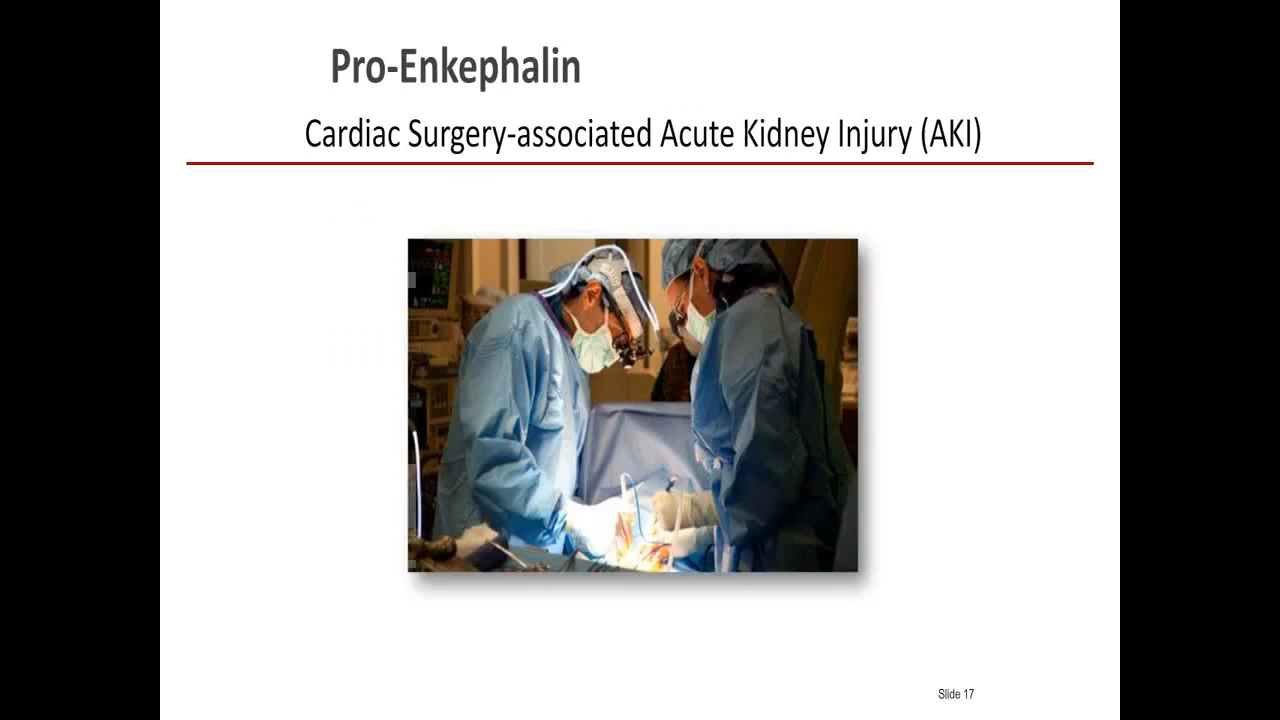 Pro-Enkephalin
Cardiac Surgery-associated Acute Kidney Injury (AKI)
Slide 17